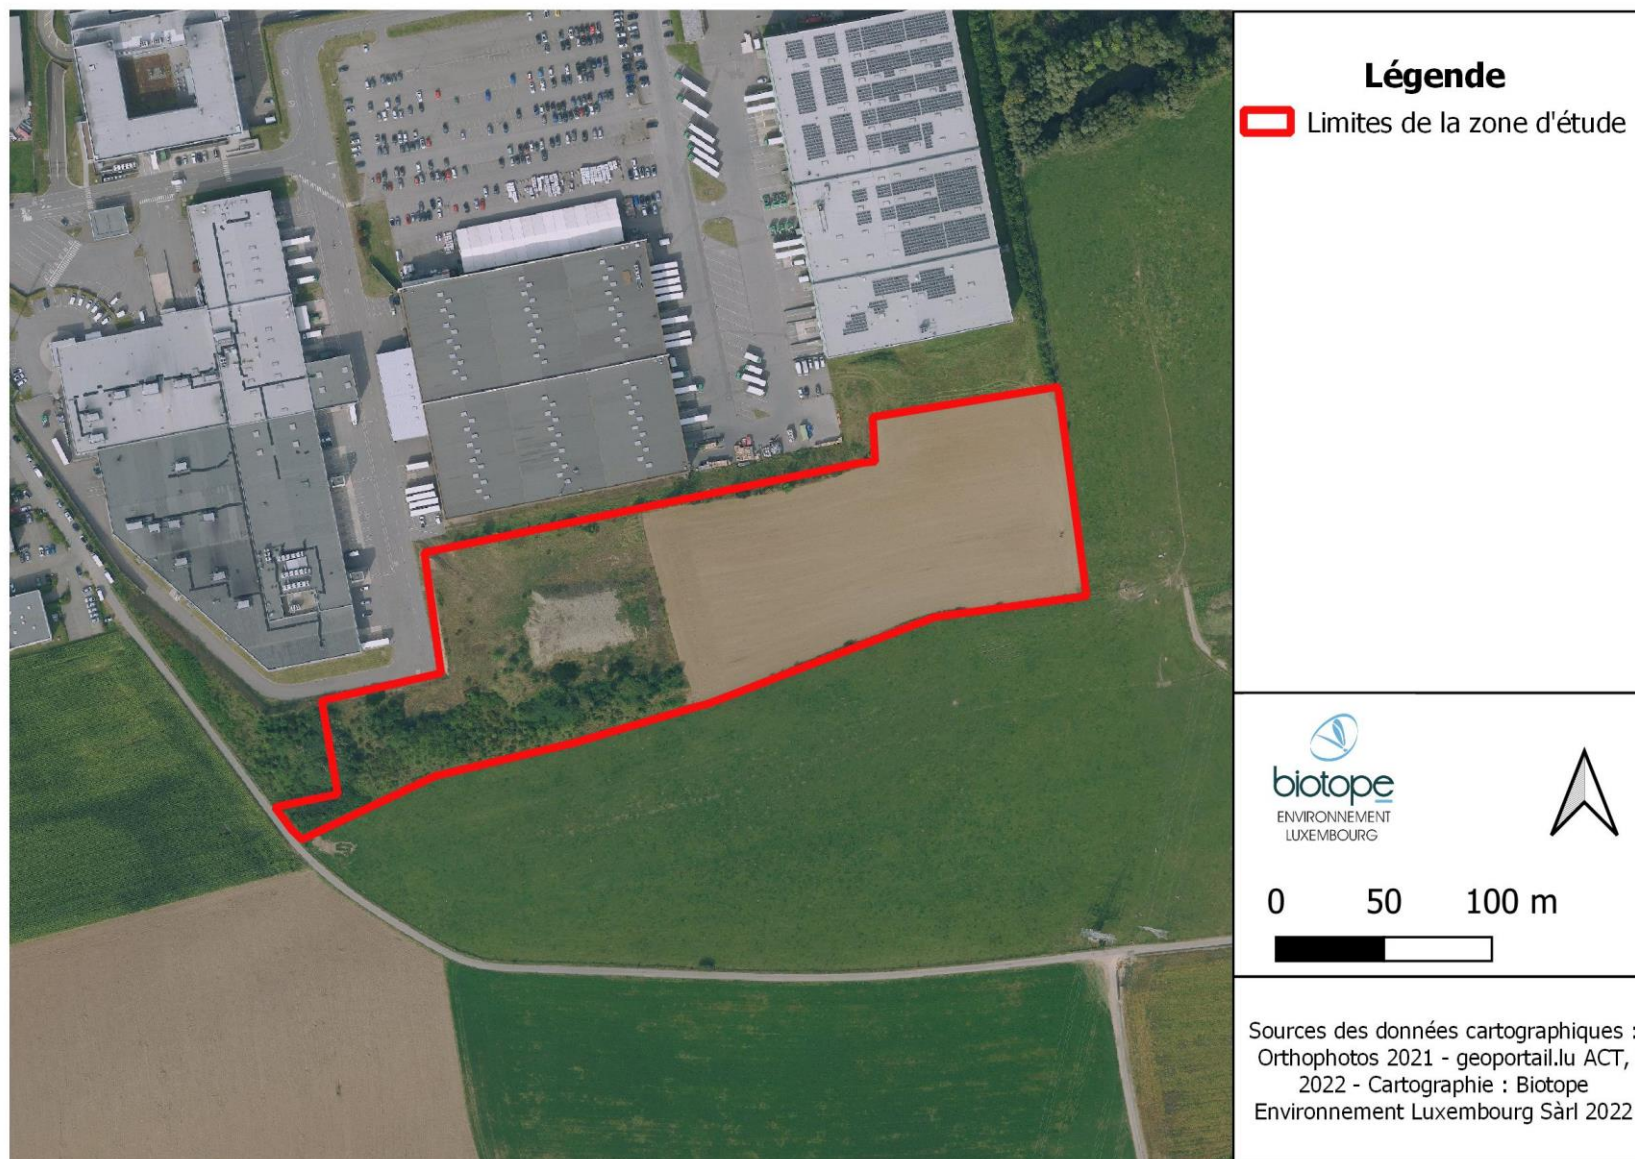 Légende
Limites de la zone d'étude
biotope
ENVIRONNEMENT
LUXEMBOURG
0 50 100 m
Sources des données cartographiques :
Orthophotos 2021 - geoportail.lu ACT,
2022 - Cartographie : Biotope
Environnement Luxembourg Sàrl 2022